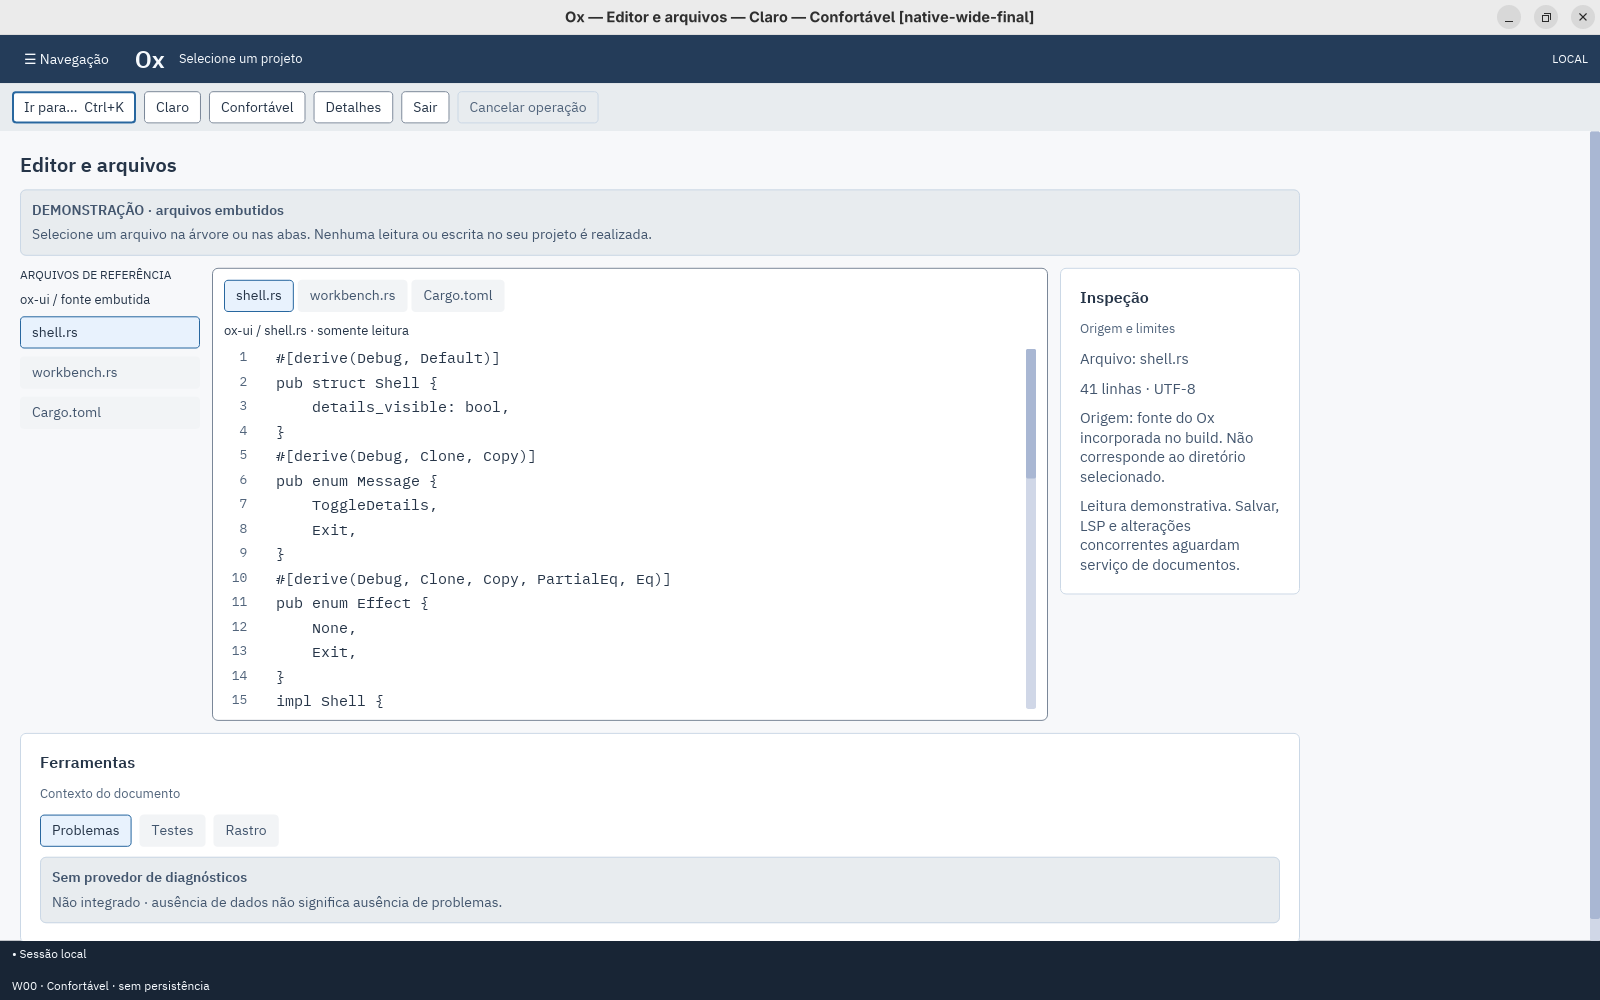 Ox — Editor e arquivos — Claro — Confortável [native-wide-final]
☰ Navegação
Ox
Selecione um projeto
LOCAL
Ir para... Ctrl+K
Claro
Confortável
Detalhes
Sair
Cancelar operação
Editor e arquivos
DEMONSTRAÇÃO · arquivos embutidos
Selecione um arquivo na árvore ou nas abas. Nenhuma leitura ou escrita no seu projeto é realizada.
ARQUIVOS DE REFERÊNCIA
ox-ui / fonte embutida
shell.rs
workbench.rs
Cargo.toml
shell.rs
workbench.rs
Cargo.toml
ox-ui / shell.rs · somente leitura
1 #[derive(Debug, Default)]
2 pub struct Shell {
3     details_visible: bool,
4 }
5 #[derive(Debug, Clone, Copy)]
6 pub enum Message {
7     ToggleDetails,
8     Exit,
9 }
10 #[derive(Debug, Clone, Copy, PartialEq, Eq)]
11 pub enum Effect {
12     None,
13     Exit,
14 }
15 impl Shell {
Inspeção
Origem e limites
Arquivo: shell.rs
41 linhas · UTF-8
Origem: fonte do Ox
incorporada no build. Não
corresponde ao diretório
selecionado.
Leitura demonstrativa. Salvar,
LSP e alterações
concorrentes aguardam
serviço de documentos.
Ferramentas
Contexto do documento
Problemas
Testes
Rastro
Sem provedor de diagnósticos
Não integrado · ausência de dados não significa ausência de problemas.
• Sessão local
W00 · Confortável · sem persistência